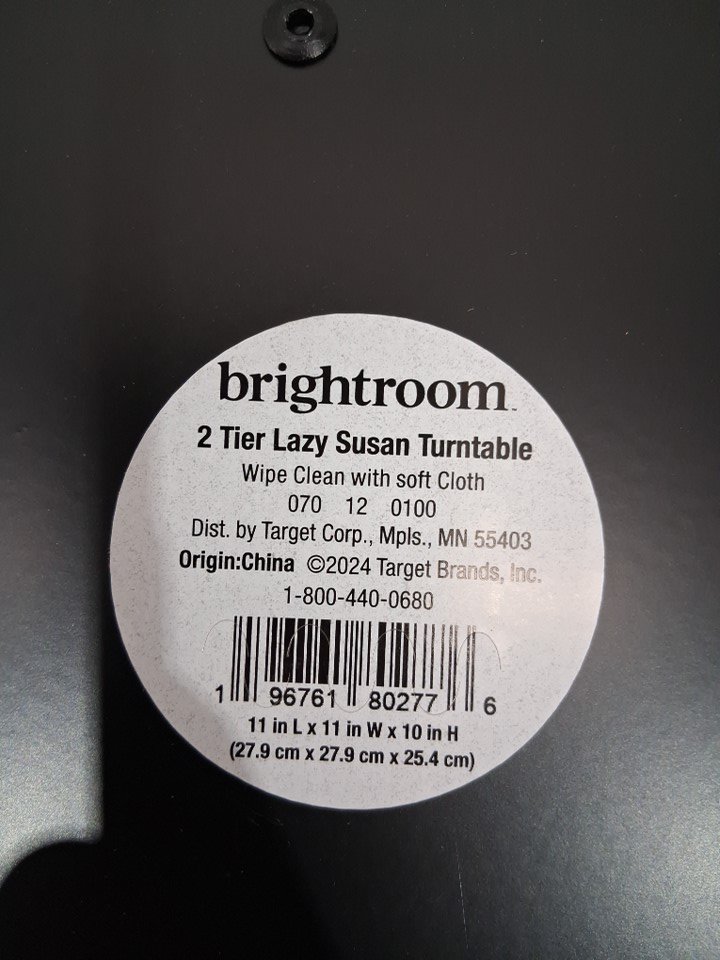 brightroom™
2 Tier Lazy Susan Turntable
Wipe Clean with soft Cloth
070 12 0100
Dist. by Target Corp., Mpls., MN 55403
Origin:China ©2024 Target Brands, Inc.
1-800-440-0680
1 96761 80277 6
11 in L x 11 in W x 10 in H
(27.9 cm x 27.9 cm x 25.4 cm)